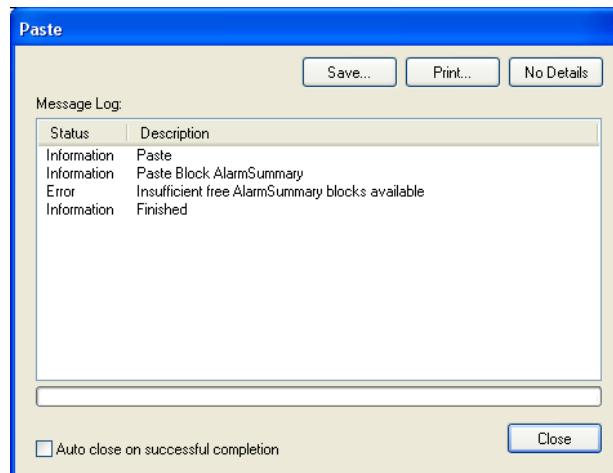 Paste
Save... Print... No Details
Message Log:
Status Description
Information Paste
Information Paste Block AlarmSummary
Error Insufficient free AlarmSummary blocks available
Information Finished
Close
Auto close on successful completion